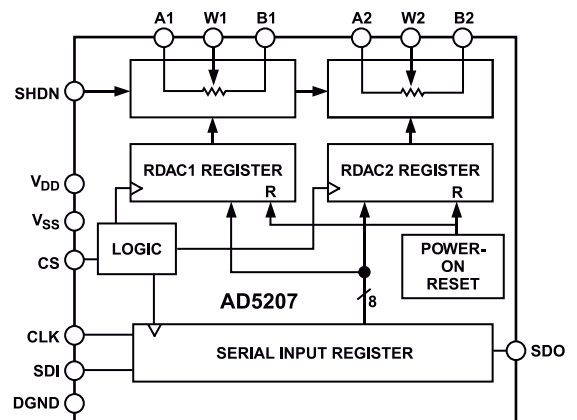 A1 W1 B1 A2 W2 B2
SHDN
RDAC1 REGISTER
R
RDAC2 REGISTER
R
VDD
VSS
CS
LOGIC
POWER-
ON
RESET
AD5207
8
CLK
SDI
DGND
SERIAL INPUT REGISTER
SDO